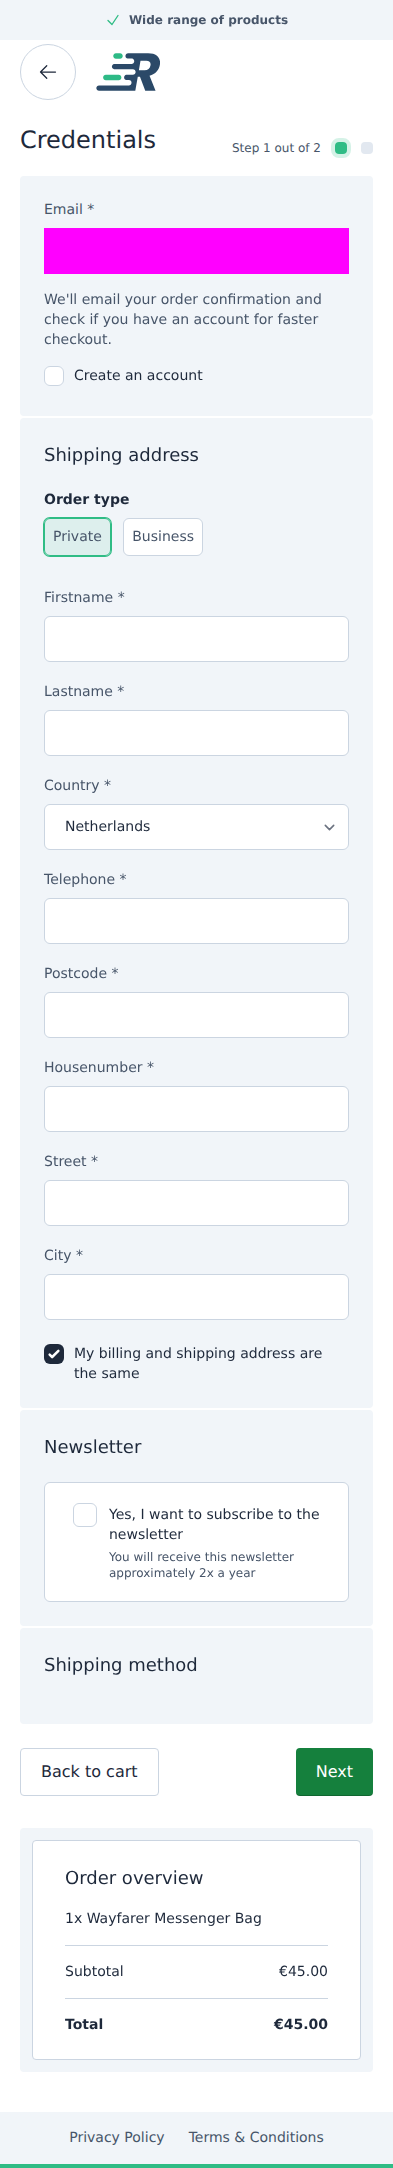 Wide range of products
Credentials
Step 1 out of 2
Email *
We'll email your order confirmation and
check if you have an account for faster
checkout.
Create an account
Shipping address
Order type
Private Business
Firstname *
Lastname *
Country *
Netherlands
Telephone *
Postcode *
Housenumber *
Street *
City *
My billing and shipping address are
the same
Newsletter
Yes, I want to subscribe to the
newsletter
You will receive this newsletter
approximately 2x a year
Shipping method
Back to cart Next
Order overview
1x Wayfarer Messenger Bag
Subtotal €45.00
Total €45.00
Privacy Policy Terms & Conditions